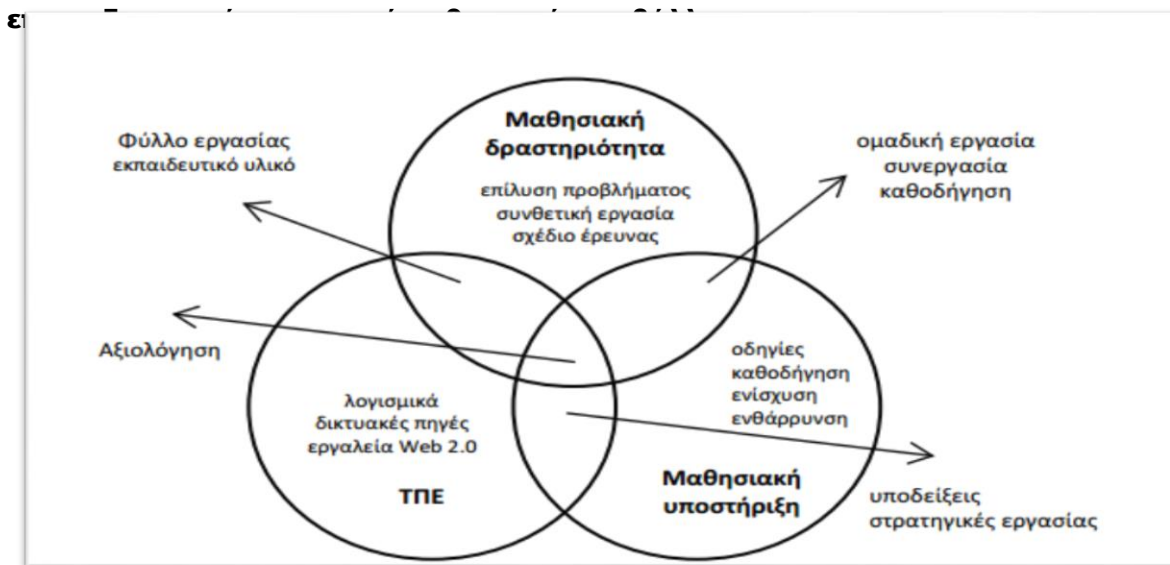 Μαθησιακή
δραστηριότητα
επίλυση προβλήματος
συνθετική εργασία
σχέδιο έρευνας
Φύλλο εργασίας
εκπαιδευτικό υλικό
ομαδική εργασία
συνεργασία
καθοδήγηση
Αξιολόγηση
λογισμικά
δικτυακές πηγές
εργαλεία Web 2.0
ΤΠΕ
οδηγίες
καθοδήγηση
ενίσχυση
ενθάρρυνση
Μαθησιακή
υποστήριξη
υποδείξεις
στρατηγικές εργασίας